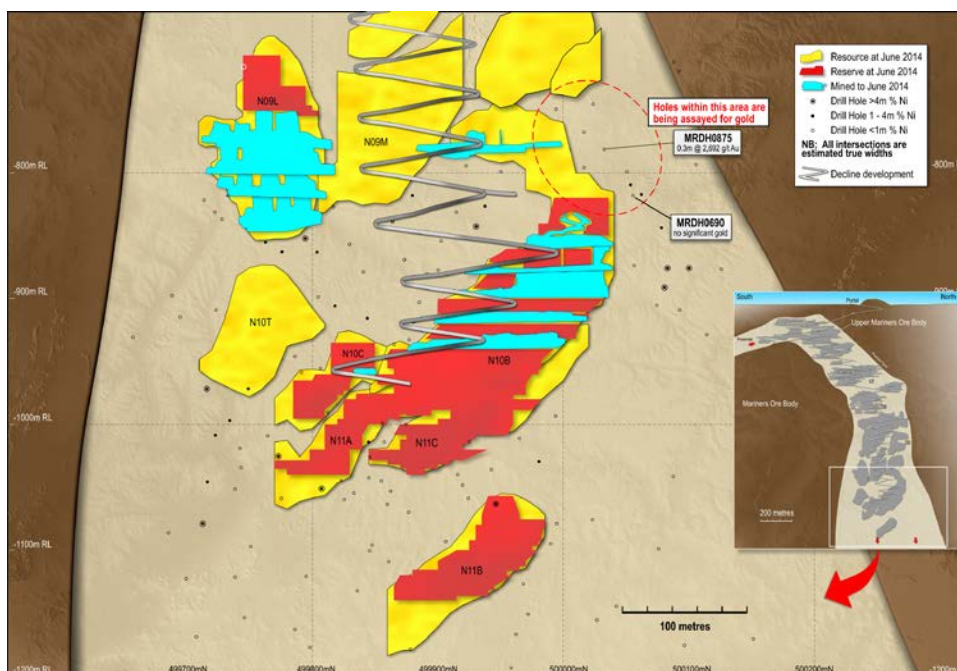 Resource at June 2014
Reserve at June 2014
Mined to June 2014
Drill Hole >4m % Ni
Drill Hole 1 - 4m % Ni
Drill Hole <1m % Ni
NB; All intersections are
estimated true widths
Decline development
N09L
N09M
Holes within this area are
being assayed for gold
MRDH0875
0.3m @ 2,692 g/t Au
MRDH0690
no significant gold
-800m RL
-800m RL
-900m RL
N10T
N10C
N10B
-1000m RL
N11A
N11C
-1100m RL
N11B
-1200m RL
-1200m RL
South
Portal
North
Upper Mariners Ore Body
Mariners Ore Body
200 metres
100 metres
499700mN
499800mN
499900mN
500000mN
500100mN
500200mN